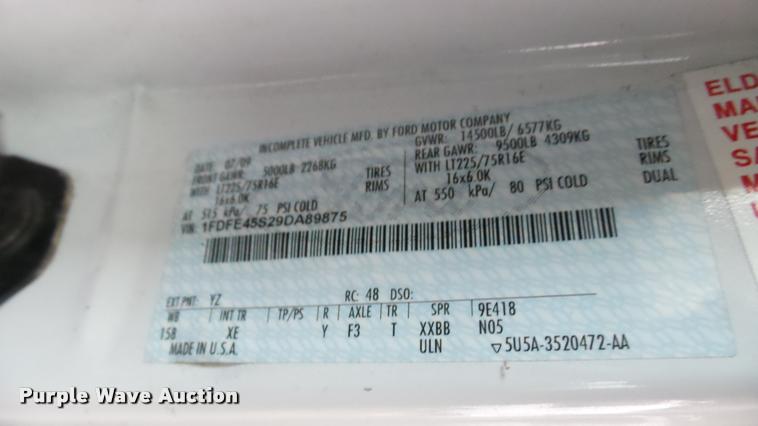 INCOMPLETE VEHICLE MFD. BY FORD MOTOR COMPANY
DATE 07/09 GVWR: 14500LB/ 6577KG
FRONT GAWR: 5000LB 2268KG REAR GAWR: 9500LB 4309KG
WITH LT225/75R16E TIRES WITH LT225/75R16E TIRES
16x6.0K RIMS 16x6.0K RIMS
AT 515 kPa/ 75 PSI COLD AT 550 kPa/ 80 PSI COLD DUAL
VIN: 1FDFE45S29DA89875
EXT PNT: YZ RC: 48 DSO:
WB INT TR TP/PS R AXLE TR SPR 9E418
158 XE Y F3 T XXBB N05
MADE IN U.S.A. ULN ▽5U5A-3520472-AA
ELD
MA
VE
SA
M
Purple Wave Auction